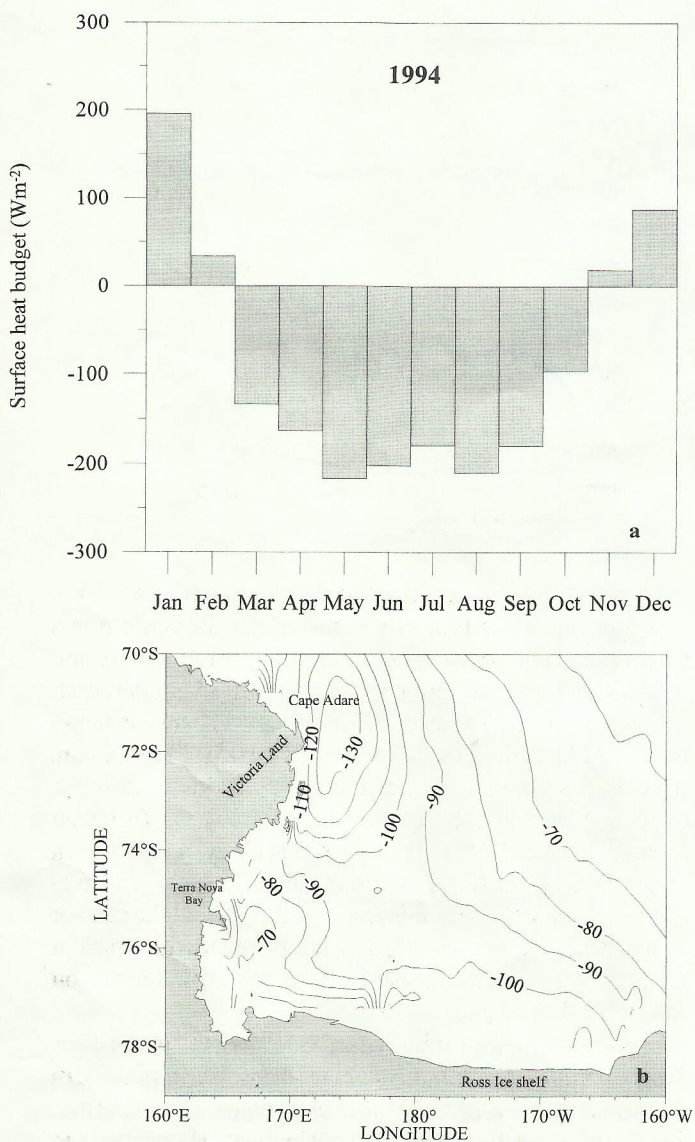 300
1994
200
100
0
-100
-200
-300
Surface heat budget (Wm-2)
a
Jan Feb Mar Apr May Jun Jul Aug Sep Oct Nov Dec
70°S
Cape Adare
-120
-130
72°S
Victoria Land
-110
-90
-100
-70
74°S
LATITUDE
Terra Nova
Bay
-80
-90
-80
76°S
-70
-90
-100
78°S
Ross Ice shelf
b
160°E 170°E 180° 170°W 160°W
LONGITUDE